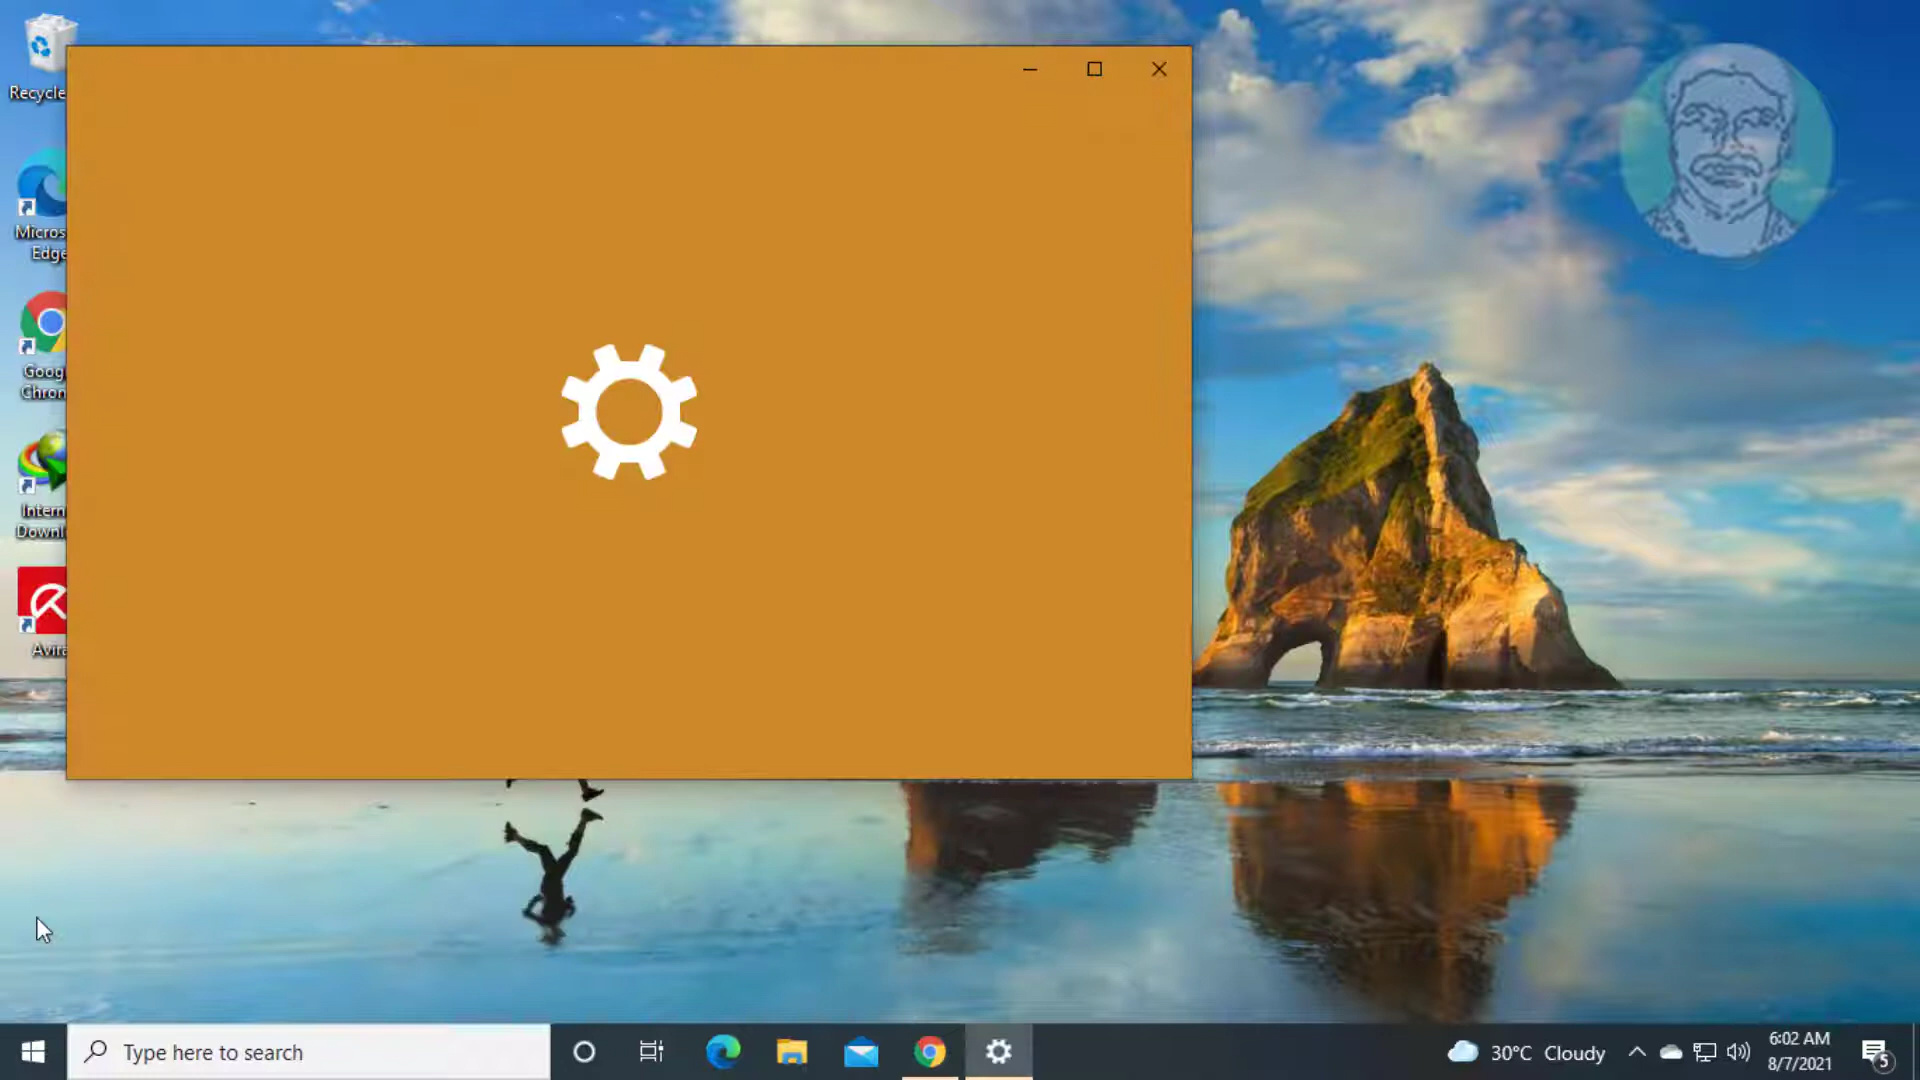 Recycle
Micros
Edge
Goog
Chron
Intern
Downl
Avira
Type here to search
30°C Cloudy
6:02 AM
8/7/2021
5